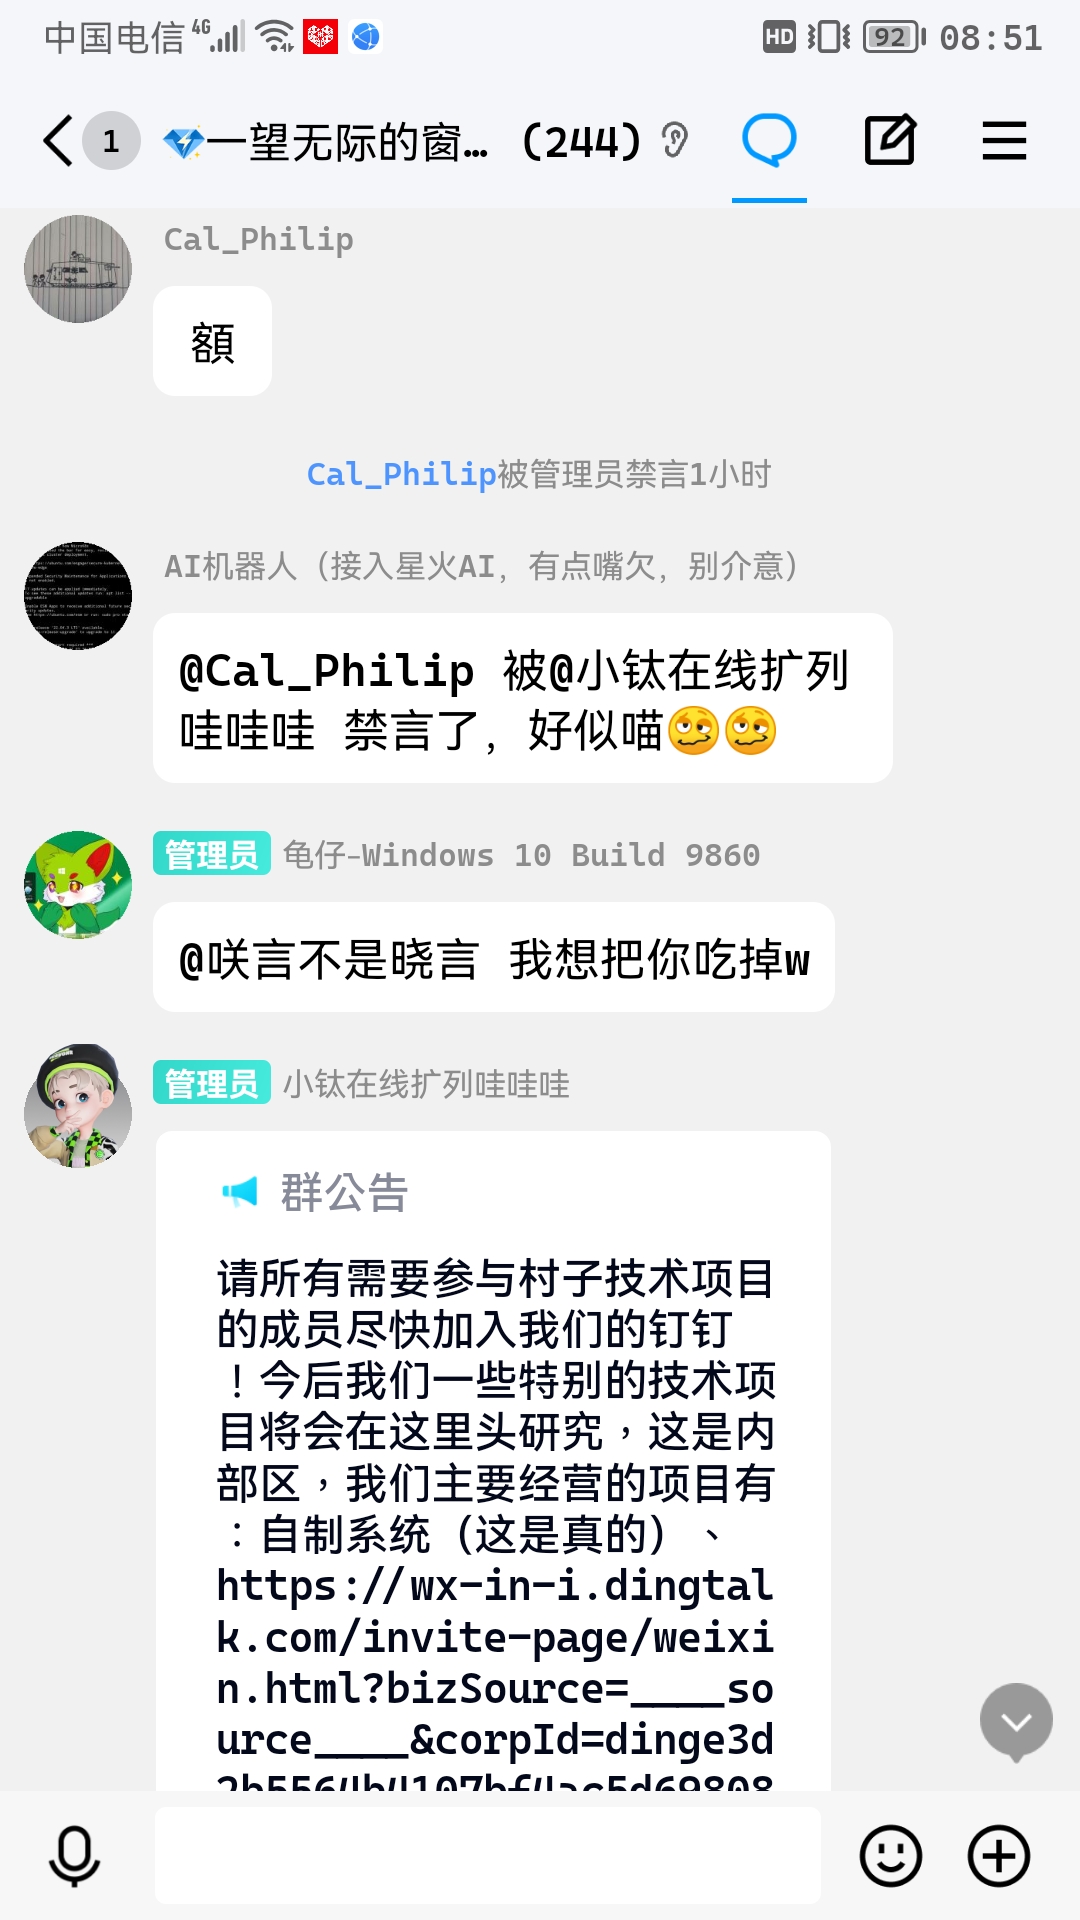 中国电信 4G HD 92 08:51
1 💎一望无际的窗… (244)
Cal_Philip
額
Cal_Philip被管理员禁言1小时
AI机器人（接入星火AI，有点嘴欠，别介意）
@Cal_Philip 被@小钛在线扩列
哇哇哇 禁言了，好似喵🥴🥴
管理员 龟仔-Windows 10 Build 9860
@咲言不是晓言 我想把你吃掉w
管理员 小钛在线扩列哇哇哇
群公告
请所有需要参与村子技术项目
的成员尽快加入我们的钉钉
！今后我们一些特别的技术项
目将会在这里头研究，这是内
部区，我们主要经营的项目有
：自制系统（这是真的）、
https://wx-in-i.dingtal
k.com/invite-page/weixi
n.html?bizSource=____so
urce____&corpId=dinge3d
2b5564b4107bf4ac5d69808